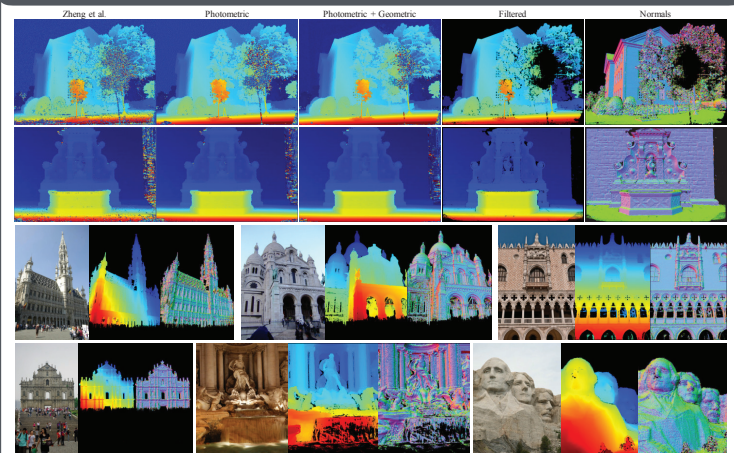 Zheng et al.
Photometric
Photometric + Geometric
Filtered
Normals